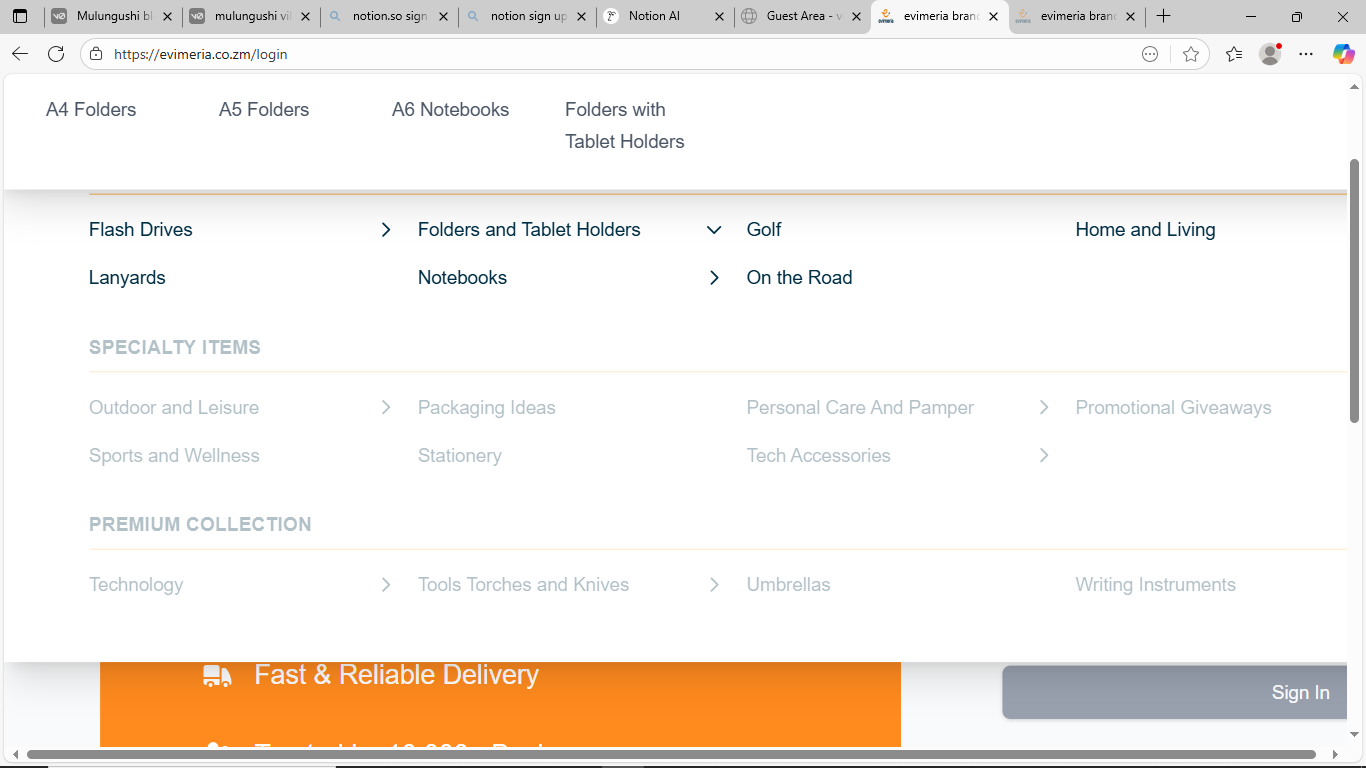 Mulungushi bl
mulungushi vil
notion.so sign
notion sign up
Notion AI
Guest Area - v
evimeria branc
evimeria branc
https://evimeria.co.zm/login
A4 Folders
A5 Folders
A6 Notebooks
Folders with
Tablet Holders
Flash Drives
Folders and Tablet Holders
Golf
Home and Living
Lanyards
Notebooks
On the Road
SPECIALTY ITEMS
Outdoor and Leisure
Packaging Ideas
Personal Care And Pamper
Promotional Giveaways
Sports and Wellness
Stationery
Tech Accessories
PREMIUM COLLECTION
Technology
Tools Torches and Knives
Umbrellas
Writing Instruments
Fast & Reliable Delivery
Sign In